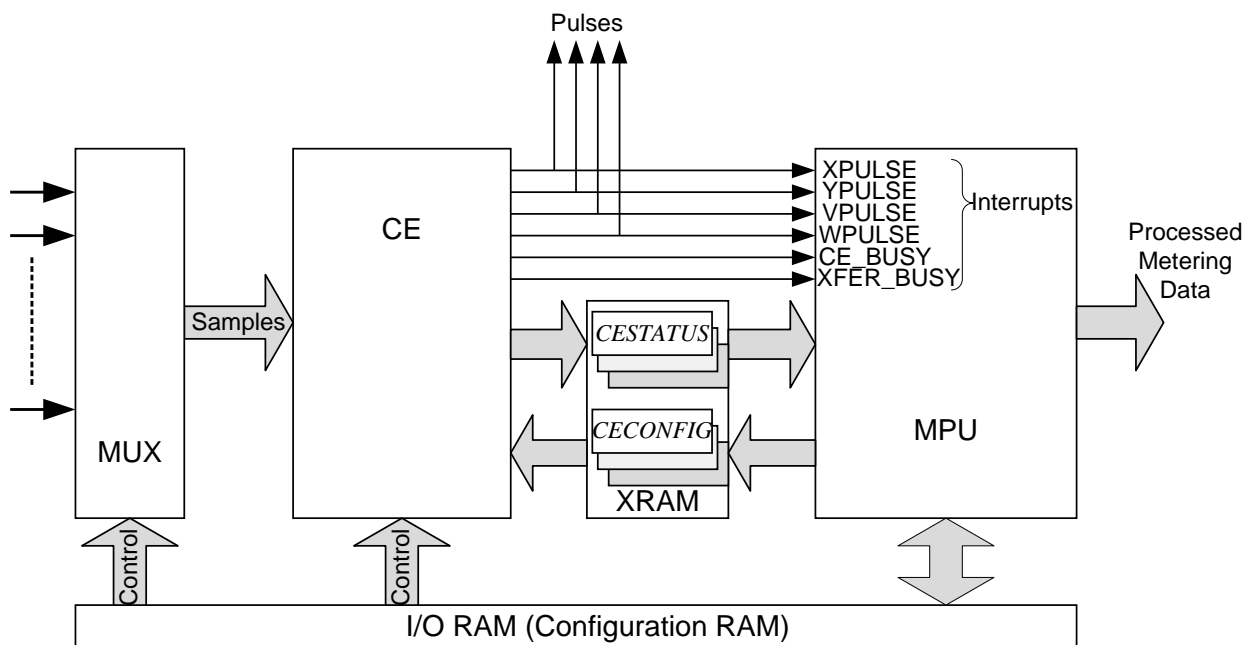 Pulses
XPULSE
YPULSE
VPULSE
WPULSE
CE_BUSY
XFER_BUSY
Interrupts
CE
Processed
Metering
Data
Samples
CESTATUS
CECONFIG
XRAM
MUX
MPU
Control
Control
I/O RAM (Configuration RAM)